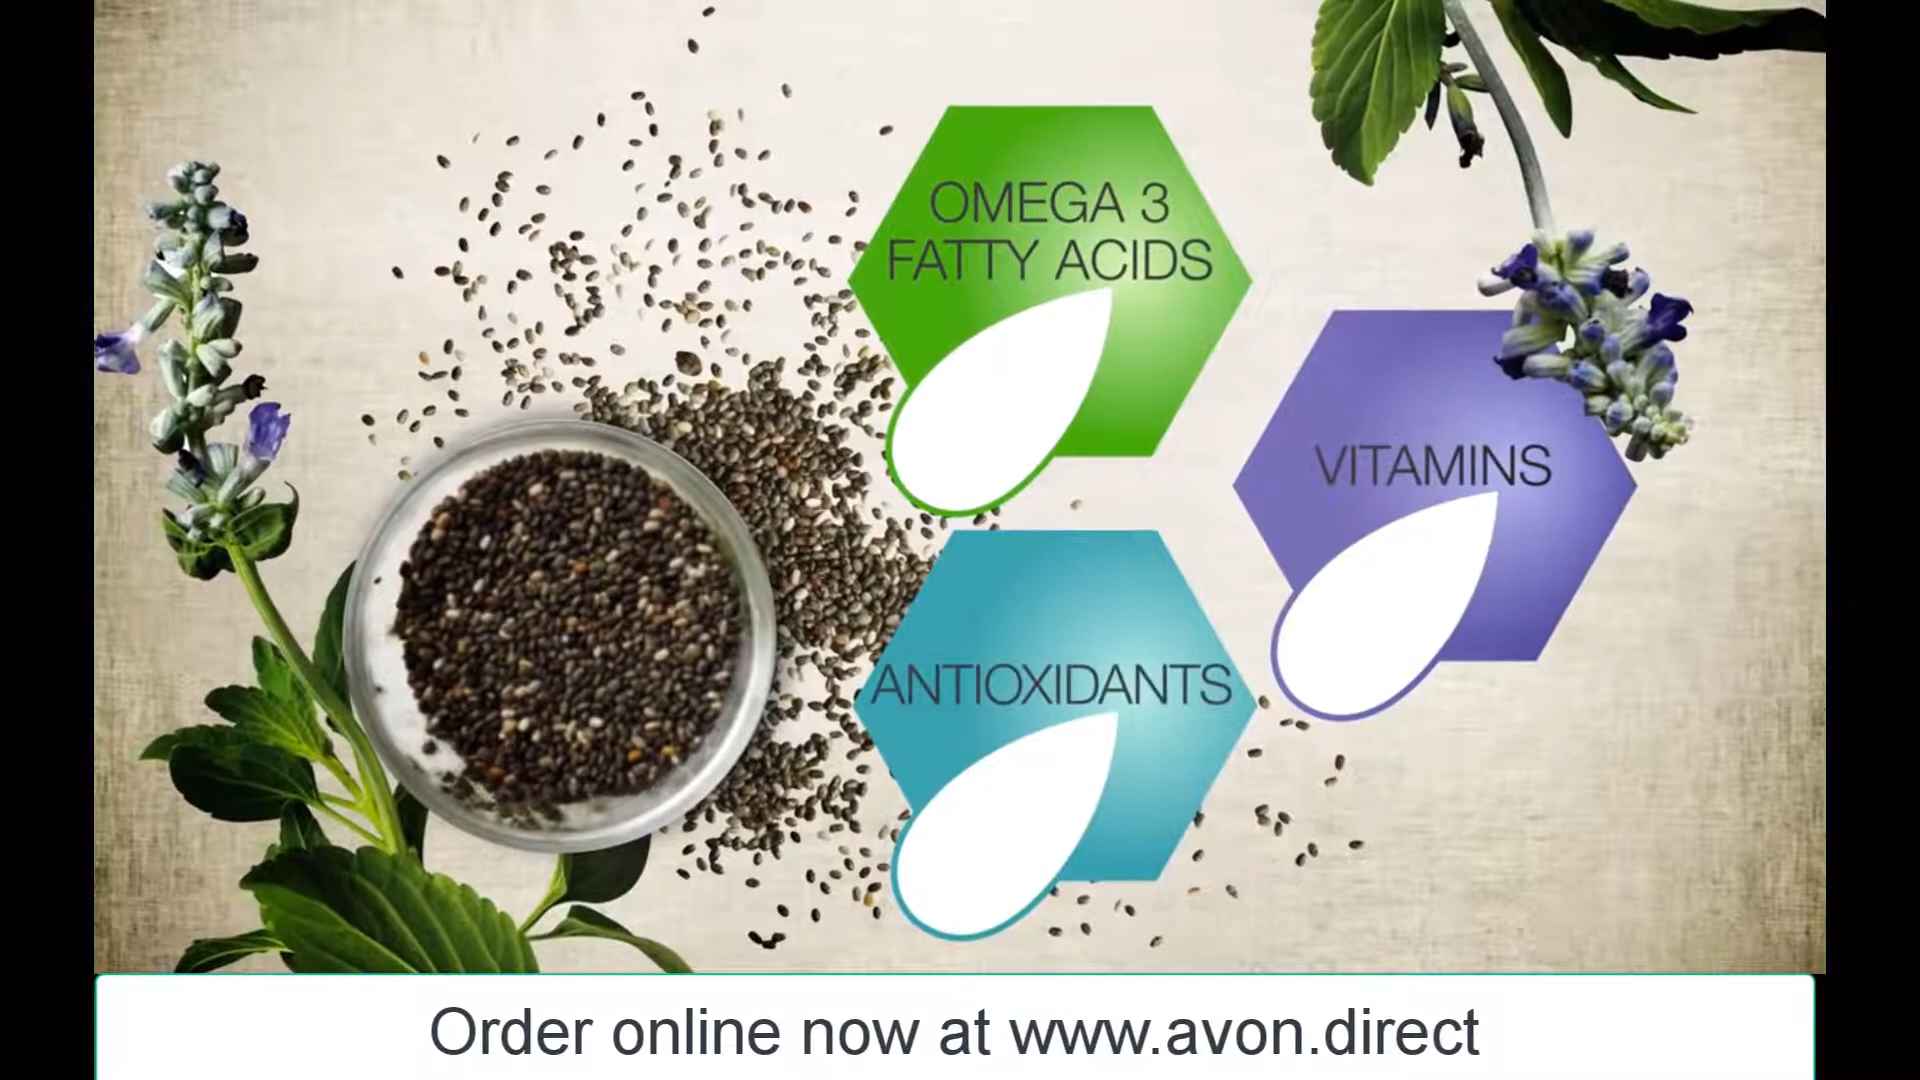 OMEGA 3
FATTY ACIDS
VITAMINS
ANTIOXIDANTS
Order online now at www.avon.direct